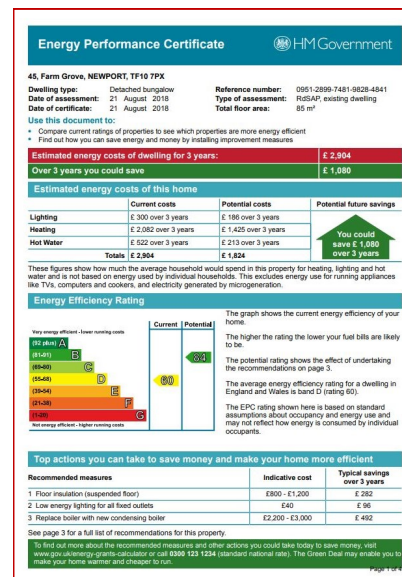 Energy Performance Certificate
HM Government
45, Farm Grove, NEWPORT, TF10 7PX
Dwelling type: Detached bungalow
Date of assessment: 21 August 2018
Date of certificate: 21 August 2018
Reference number: 0951-2899-7481-9828-4841
Type of assessment: RdSAP, existing dwelling
Total floor area: 85 m²
Use this document to:
• Compare current ratings of properties to see which properties are more energy efficient
• Find out how you can save energy and money by installing improvement measures
Estimated energy costs of dwelling for 3 years: £ 2,904
Over 3 years you could save £ 1,080
Estimated energy costs of this home
Current costs Potential costs Potential future savings
Lighting £ 300 over 3 years £ 186 over 3 years
Heating £ 2,082 over 3 years £ 1,425 over 3 years
Hot Water £ 522 over 3 years £ 213 over 3 years
Totals £ 2,904 £ 1,824
You could
save £ 1,080
over 3 years
These figures show how much the average household would spend in this property for heating, lighting and hot
water and is not based on energy used by individual households. This excludes energy use for running appliances
like TVs, computers and cookers, and electricity generated by microgeneration.
Energy Efficiency Rating
Current Potential
Very energy efficient - lower running costs
(92 plus) A
(81-91) B
(69-80) C
(55-68) D
(39-54) E
(21-38) F
(1-20) G
Not energy efficient - higher running costs
60
84
The graph shows the current energy efficiency of your
home.
The higher the rating the lower your fuel bills are likely
to be.
The potential rating shows the effect of undertaking
the recommendations on page 3.
The average energy efficiency rating for a dwelling in
England and Wales is band D (rating 60).
The EPC rating shown here is based on standard
assumptions about occupancy and energy use and
may not reflect how energy is consumed by individual
occupants.
Top actions you can take to save money and make your home more efficient
Recommended measures Indicative cost Typical savings
over 3 years
1 Floor insulation (suspended floor) £800 - £1,200 £ 282
2 Low energy lighting for all fixed outlets £40 £ 96
3 Replace boiler with new condensing boiler £2,200 - £3,000 £ 492
See page 3 for a full list of recommendations for this property.
To find out more about the recommended measures and other actions you could take today to save money, visit
www.gov.uk/energy-grants-calculator or call 0300 123 1234 (standard national rate). The Green Deal may enable you to
make your home warmer and cheaper to run.
Page 1 of 4